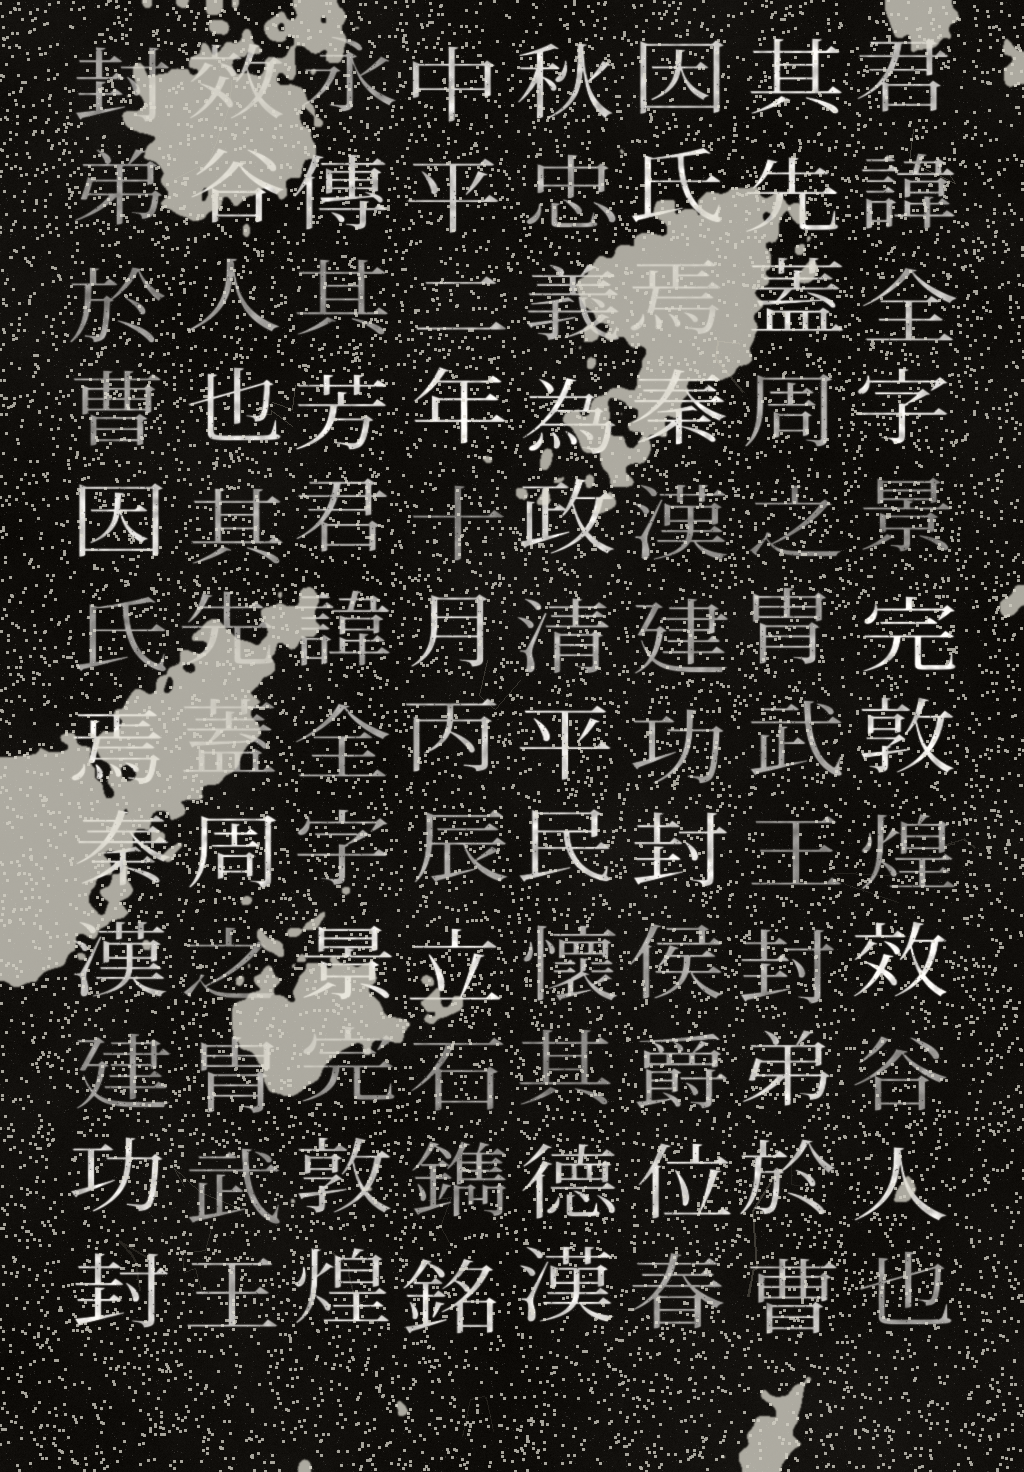 君諱全字景完敦煌效谷人也
其先蓋周之冑武王封弟於曹
因氏焉秦漢建功封侯爵位春
秋忠義為政清平民懷其德漢
中平二年十月丙辰立石鐫銘
水傳其芳君諱全字景完敦煌
效谷人也其先蓋周之冑武王
封弟於曹因氏焉秦漢建功封